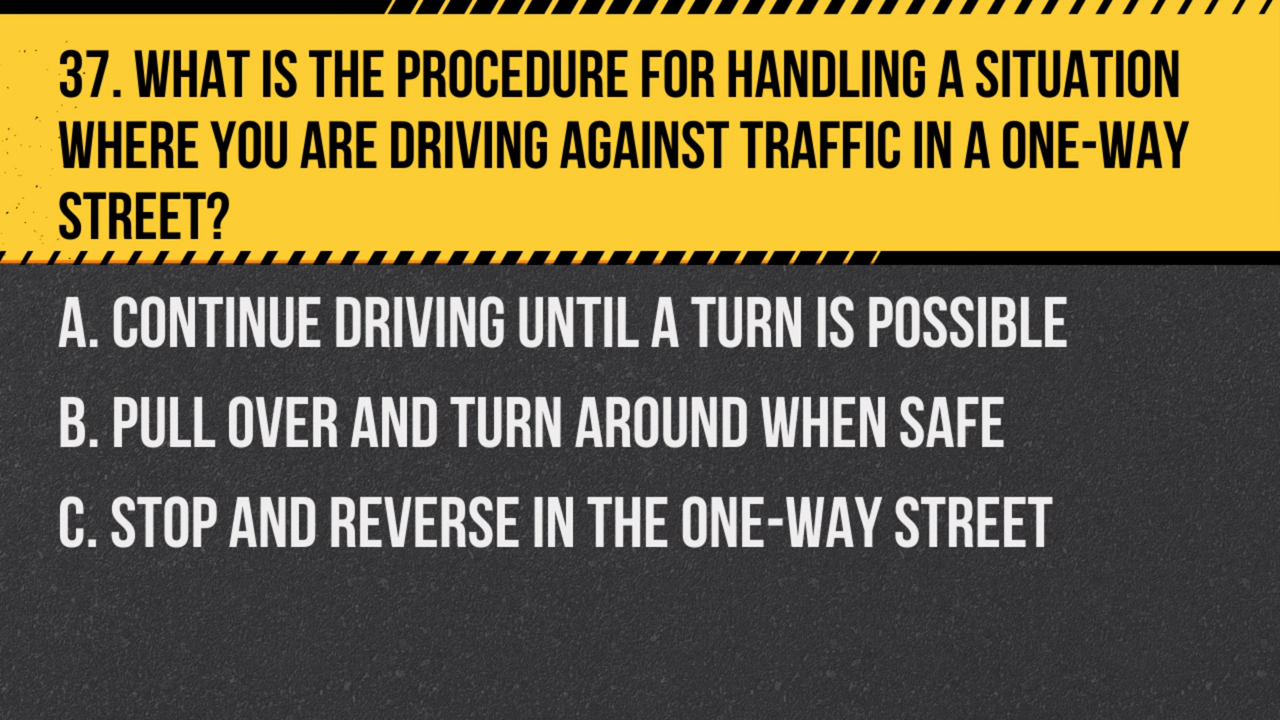 37. WHAT IS THE PROCEDURE FOR HANDLING A SITUATION
WHERE YOU ARE DRIVING AGAINST TRAFFIC IN A ONE-WAY
STREET?
A. CONTINUE DRIVING UNTIL A TURN IS POSSIBLE
B. PULL OVER AND TURN AROUND WHEN SAFE
C. STOP AND REVERSE IN THE ONE-WAY STREET